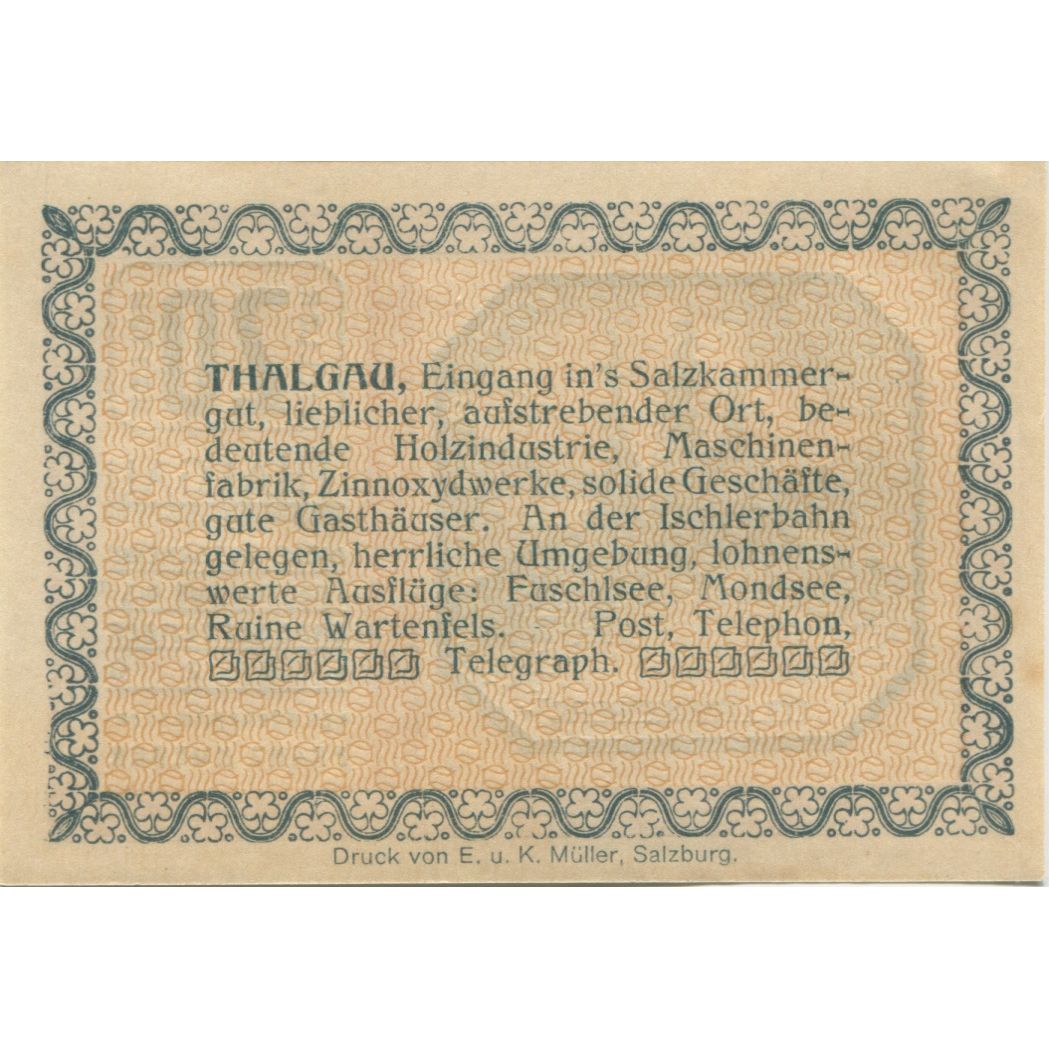 THALGAU, Eingang in's Salzkammer-
gut, lieblicher, aufstrebender Ort, be-
deutende Holzindustrie, Maschinen-
fabrik, Zinnoxydwerke, solide Geschäfte,
gute Gasthäuser. An der Ischlerbahn
gelegen, herrliche Umgebung, lohnens-
werte Ausflüge: Fuschlsee, Mondsee,
Ruine Wartenfels. Post, Telephon,
Telegraph.
Druck von E. u. K. Müller, Salzburg.